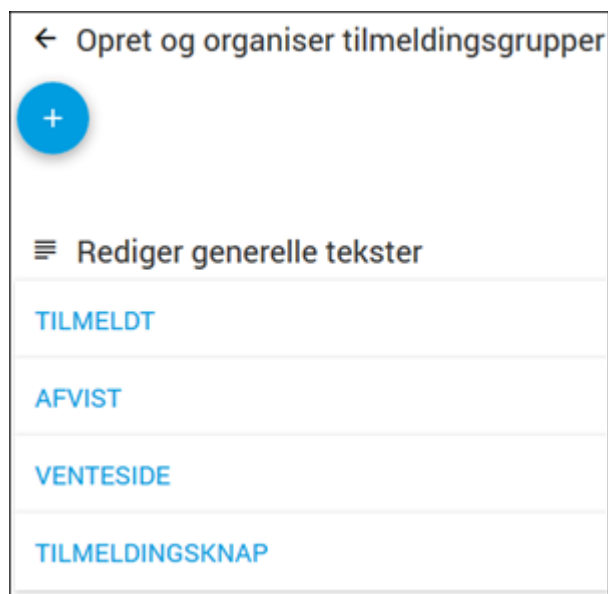 Opret og organiser tilmeldingsgrupper
Rediger generelle tekster
TILMELDT
AFVIST
VENTESIDE
TILMELDINGSKNAP